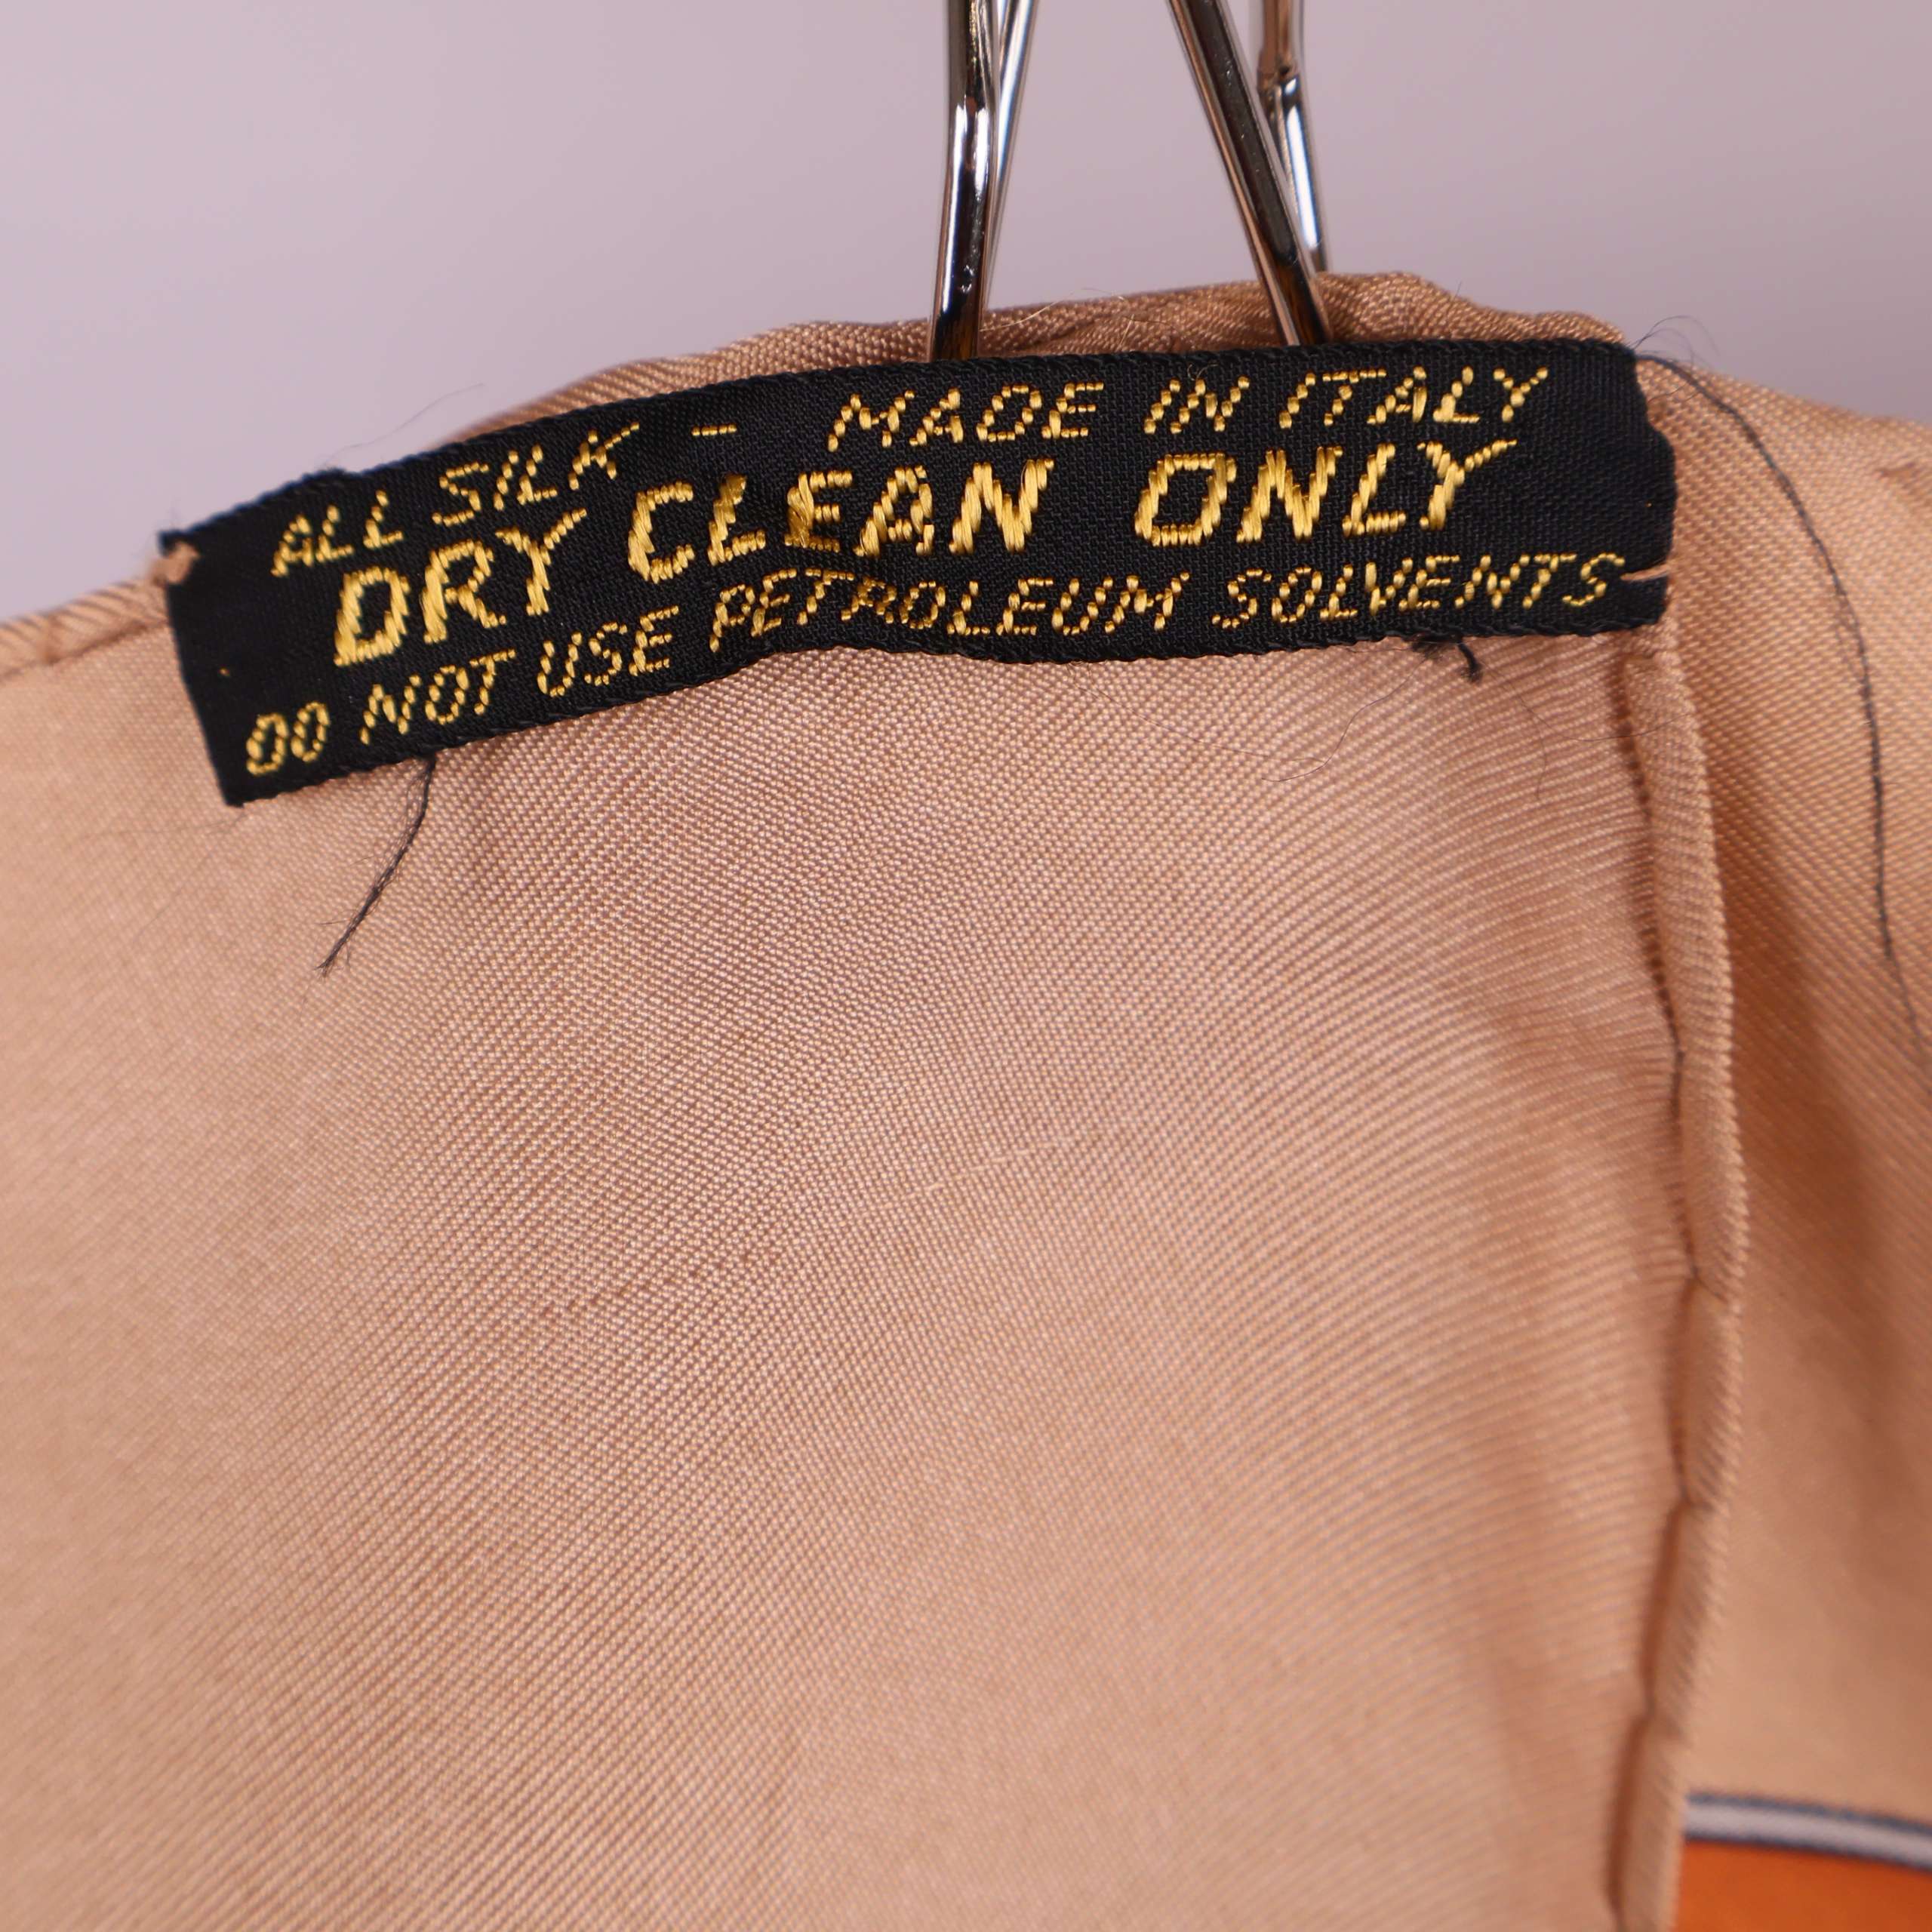 ALL SILK - MADE IN ITALY
DRY CLEAN ONLY
DO NOT USE PETROLEUM SOLVENTS